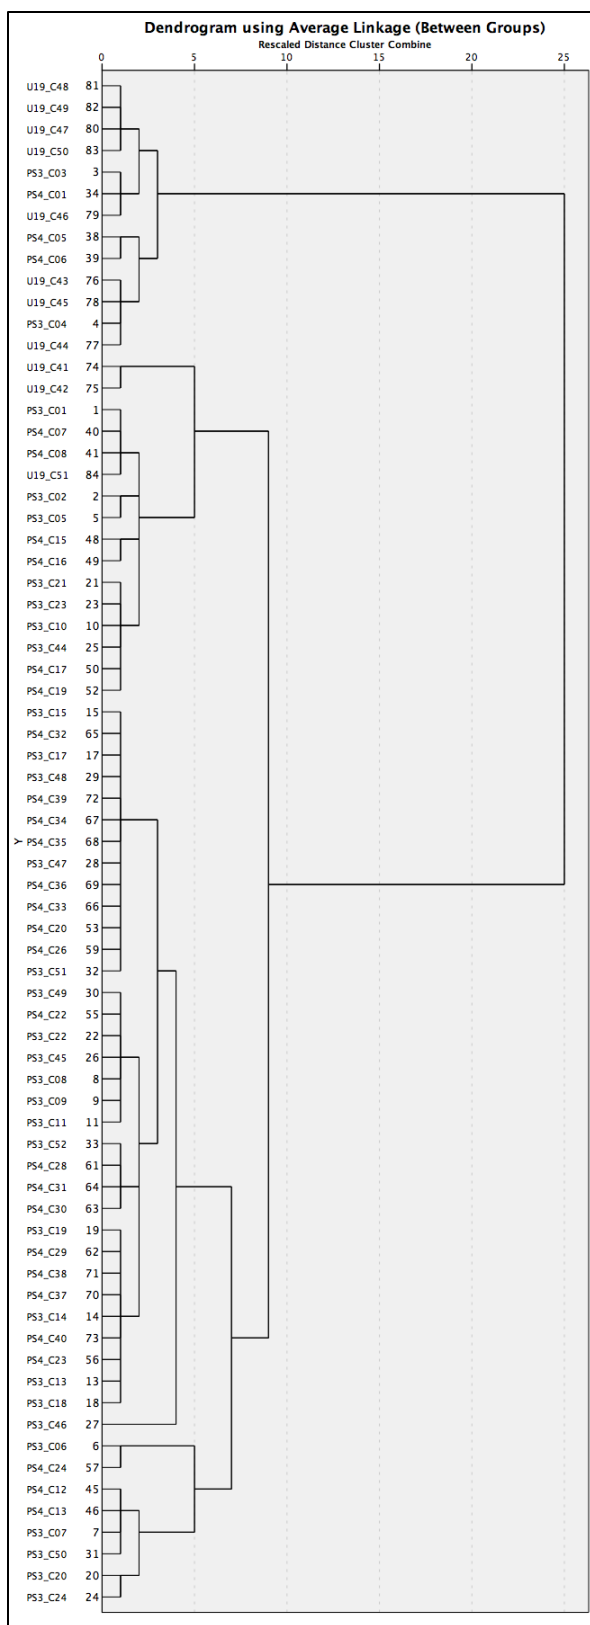 Dendrogram using Average Linkage (Between Groups)
Rescaled Distance Cluster Combine
0 5 10 15 20 25
U19_C48 81
U19_C49 82
U19_C47 80
U19_C50 83
PS3_C03 3
PS4_C01 34
U19_C46 79
PS4_C05 38
PS4_C06 39
U19_C43 76
U19_C45 78
PS3_C04 4
U19_C44 77
U19_C41 74
U19_C42 75
PS3_C01 1
PS4_C07 40
PS4_C08 41
U19_C51 84
PS3_C02 2
PS3_C05 5
PS4_C15 48
PS4_C16 49
PS3_C21 21
PS3_C23 23
PS3_C10 10
PS3_C44 25
PS4_C17 50
PS4_C19 52
PS3_C15 15
PS4_C32 65
PS3_C17 17
PS3_C48 29
PS4_C39 72
PS4_C34 67
Y PS4_C35 68
PS3_C47 28
PS4_C36 69
PS4_C33 66
PS4_C20 53
PS4_C26 59
PS3_C51 32
PS3_C49 30
PS4_C22 55
PS3_C22 22
PS3_C45 26
PS3_C08 8
PS3_C09 9
PS3_C11 11
PS3_C52 33
PS4_C28 61
PS4_C31 64
PS4_C30 63
PS3_C19 19
PS4_C29 62
PS4_C38 71
PS4_C37 70
PS3_C14 14
PS4_C40 73
PS4_C23 56
PS3_C13 13
PS3_C18 18
PS3_C46 27
PS3_C06 6
PS4_C24 57
PS4_C12 45
PS4_C13 46
PS3_C07 7
PS3_C50 31
PS3_C20 20
PS3_C24 24